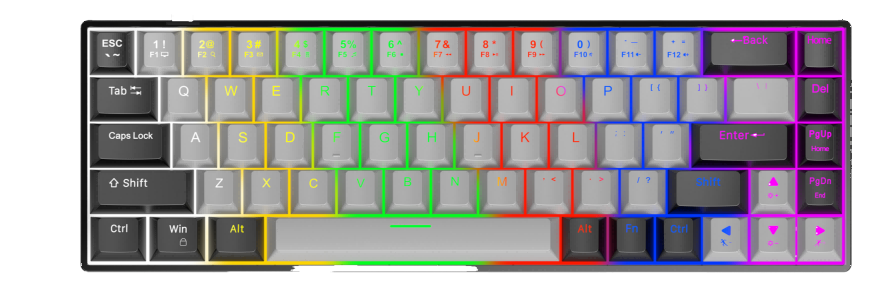 ESC 1 ! 2@ 3# 4 5% 6^ 7& 8* 9( 0) - — + = Back
` ~ F1 F2 F3 F5 F6 F7 F8 F9 F10 F11 F12
Tab Q W E R T Y U I O P [ { ] } Del
Caps Lock A S D F G H J K L : ; ' " Enter PgUp
Home
Shift Z X C V B N M , < . > / ? Shift PgDn
End
Ctrl Win Alt Alt Fn Ctrl